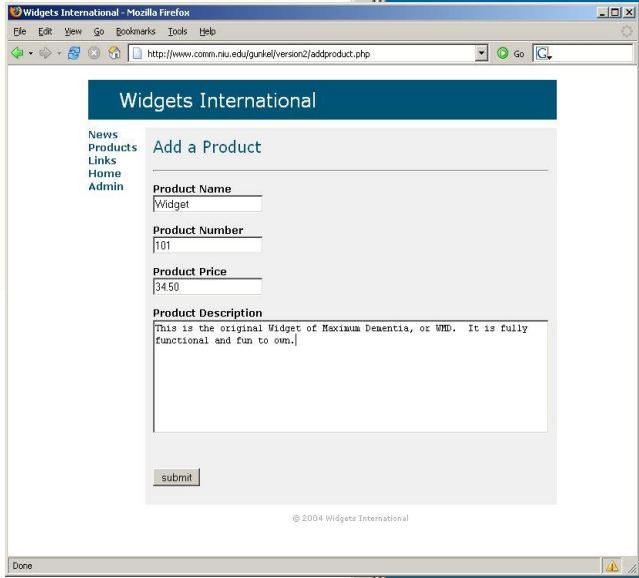 Widgets International - Mozilla Firefox
File Edit View Go Bookmarks Tools Help
http://www.comm.niu.edu/gunkel/version2/addproduct.php Go G
Widgets International
News
Products
Links
Home
Admin
Add a Product
Product Name
Widget
Product Number
101
Product Price
34.50
Product Description
This is the original Widget of Maximum Dementia, or WMD. It is fully
functional and fun to own.
submit
© 2004 Widgets International
Done